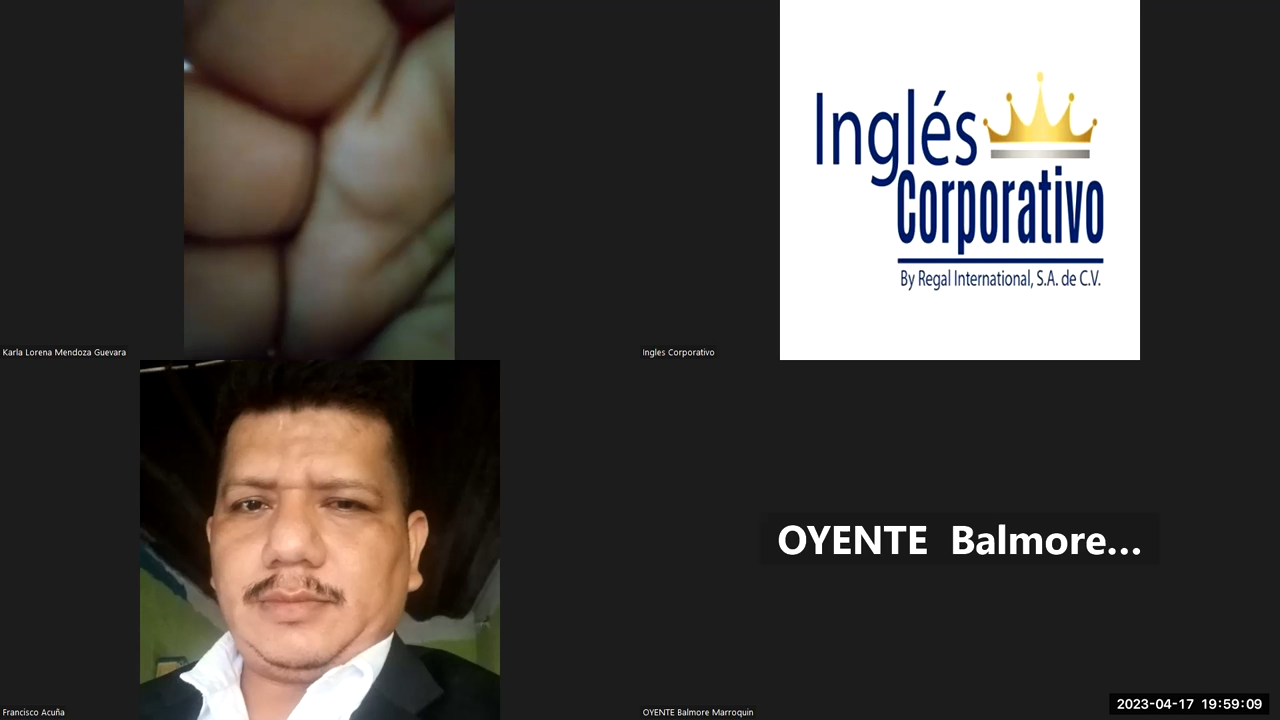 Inglés
Corporativo
By Regal International, S.A. de C.V.
Karla Lorena Mendoza Guevara
Ingles Corporativo
OYENTE Balmore...
Francisco Acuña
OYENTE Balmore Marroquin
2023-04-17 19:59:09